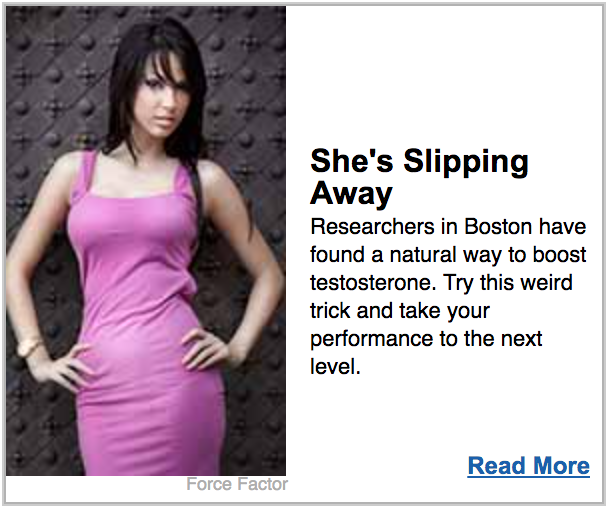 She's Slipping
Away
Researchers in Boston have
found a natural way to boost
testosterone. Try this weird
trick and take your
performance to the next
level.
Read More
Force Factor